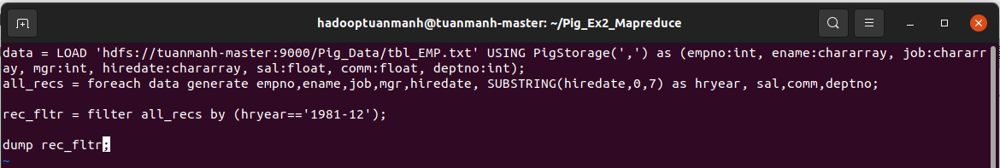 hadooptuanmanh@tuanmanh-master: ~/Pig_Ex2_Mapreduce
data = LOAD 'hdfs://tuanmanh-master:9000/Pig_Data/tbl_EMP.txt' USING PigStorage(',') as (empno:int, ename:chararray, job:charar
ray, mgr:int, hiredate:chararray, sal:float, comm:float, deptno:int);
all_recs = foreach data generate empno,ename,job,mgr,hiredate, SUBSTRING(hiredate,0,7) as hryear, sal,comm,deptno;
rec_fltr = filter all_recs by (hryear=='1981-12');
dump rec_fltr;
~